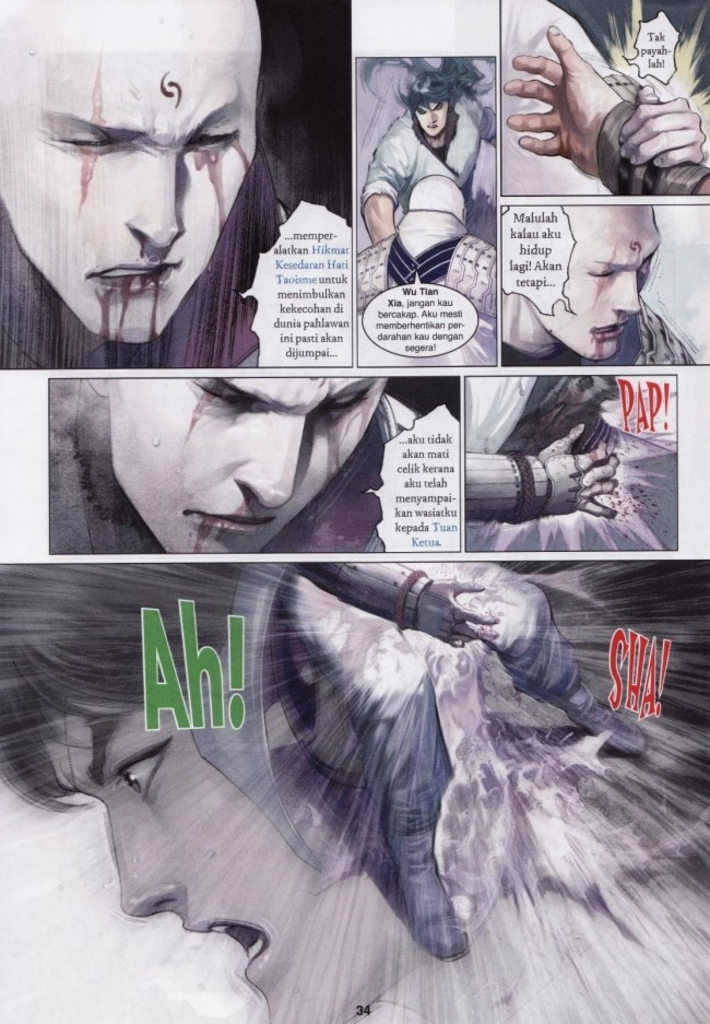 ...memper-
alatkan Hikmat
Kesedaran Hati
Taoisme untuk
menimbulkan
kekecohan di
dunia pahlawan
ini pasti akan
dijumpai...
Wu Tian
Xia, jangan kau
bercakap. Aku mesti
memberhentikan per-
darahan kau dengan
segera!
Tak
payah-
lah!
Malulah
kalau aku
hidup
lagi! Akan
tetapi...
...aku tidak
akan mati
celik kerana
aku telah
menyampai-
kan wasiatku
kepada Tuan
Ketua.
PAP!
Ah!
SHA!
34